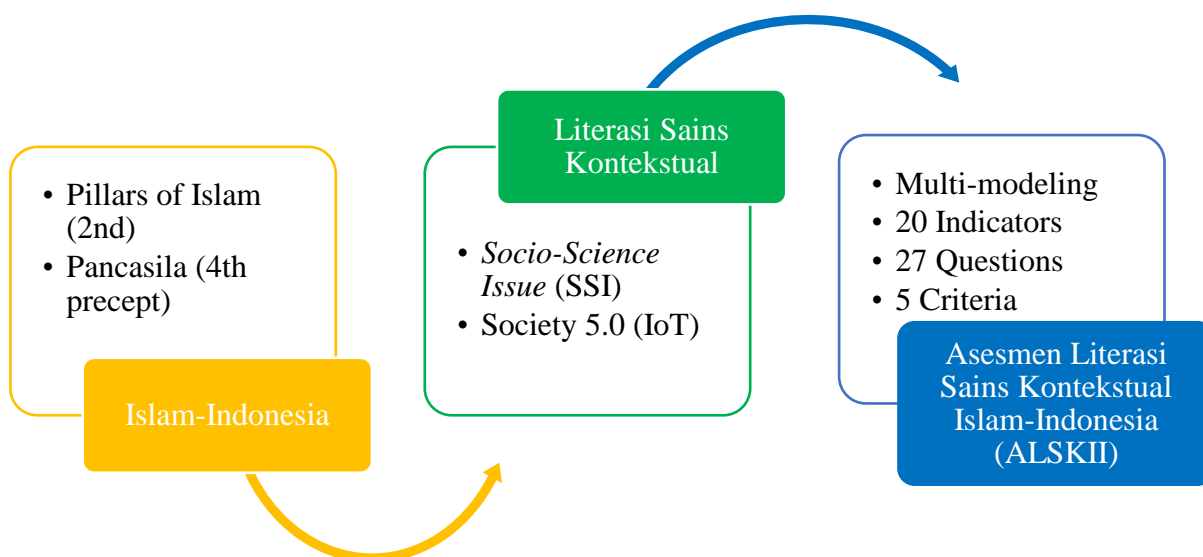 • Pillars of Islam
(2nd)
• Pancasila (4th
precept)
Islam-Indonesia
Literasi Sains
Kontekstual
• Socio-Science
Issue (SSI)
• Society 5.0 (IoT)
• Multi-modeling
• 20 Indicators
• 27 Questions
• 5 Criteria
Asesmen Literasi
Sains Kontekstual
Islam-Indonesia
(ALSKII)